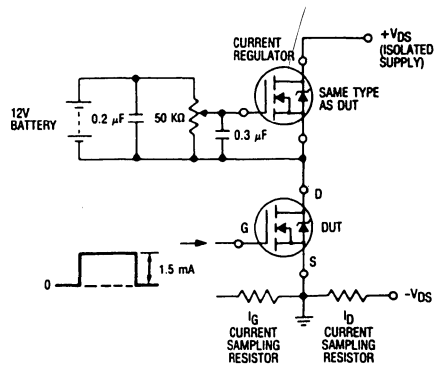 CURRENT
REGULATOR
+VDS
(ISOLATED
SUPPLY)
SAME TYPE
AS DUT
12V
BATTERY
0.2 μF
50 KΩ
0.3 μF
D
G
DUT
S
0
1.5 mA
-VDS
IG
CURRENT
SAMPLING
RESISTOR
ID
CURRENT
SAMPLING
RESISTOR